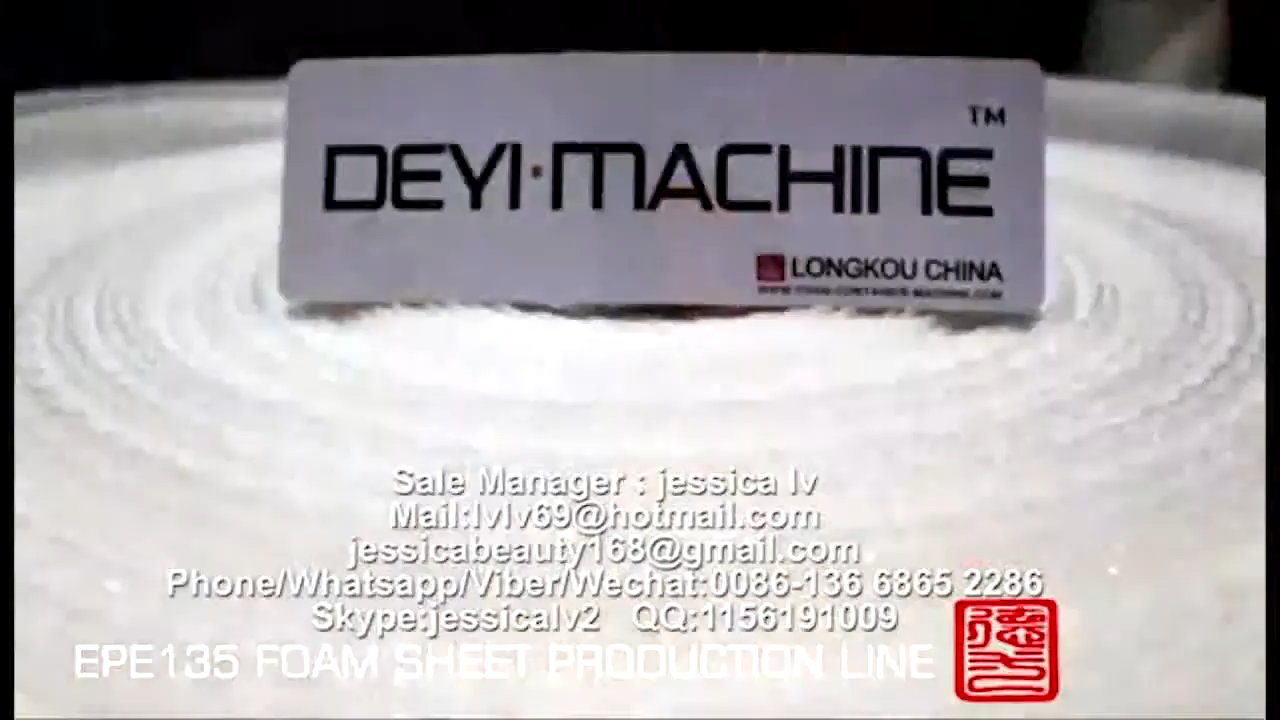 TM
DEYI·MACHINE
LONGKOU CHINA
Sale Manager : jessica lv
Mail:lvlv69@hotmail.com
jessicabeauty168@gmail.com
Phone/Whatsapp/Viber/Wechat:0086-136 6865 2286
Skype:jessicalv2 QQ:1156191009
EPE135 FOAM SHEET PRODUCTION LINE